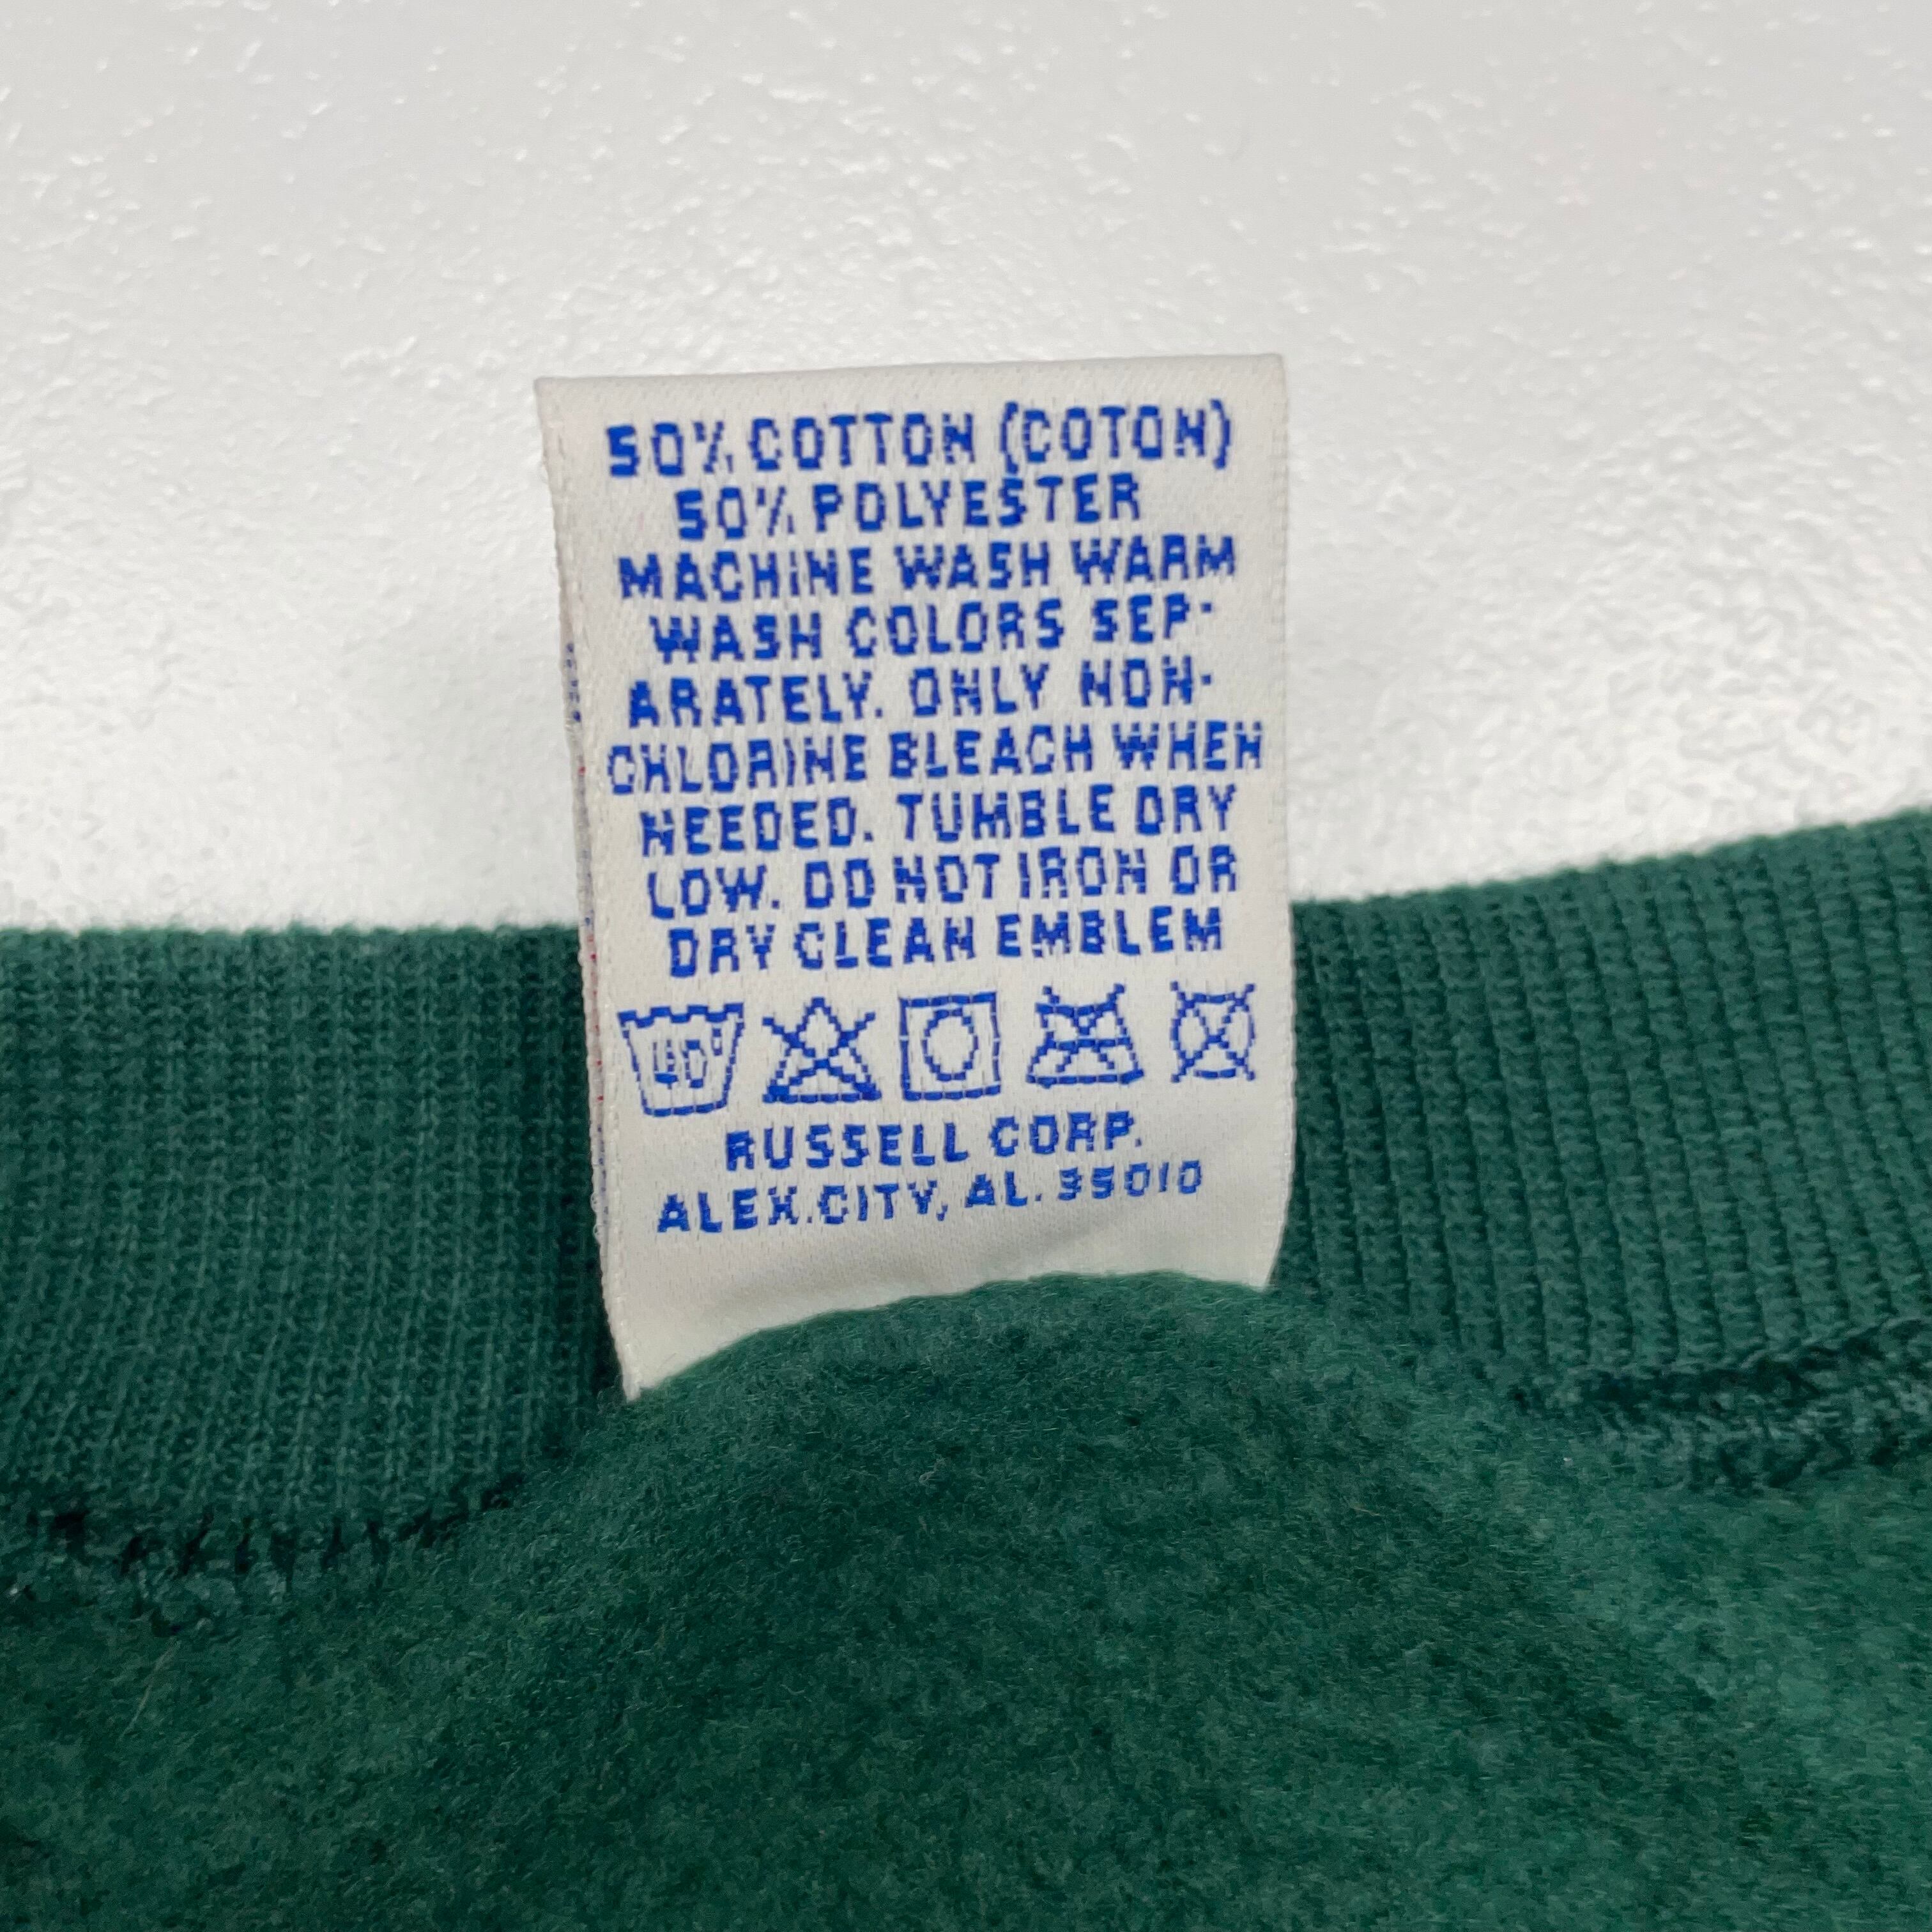 50% COTTON (COTON)
50% POLYESTER
MACHINE WASH WARM
WASH COLORS SEP-
ARATELY. ONLY NON-
CHLORINE BLEACH WHEN
NEEDED. TUMBLE DRY
LOW. DO NOT IRON OR
DRY CLEAN EMBLEM
40°
RUSSELL CORP.
ALEX.CITY, AL. 35010